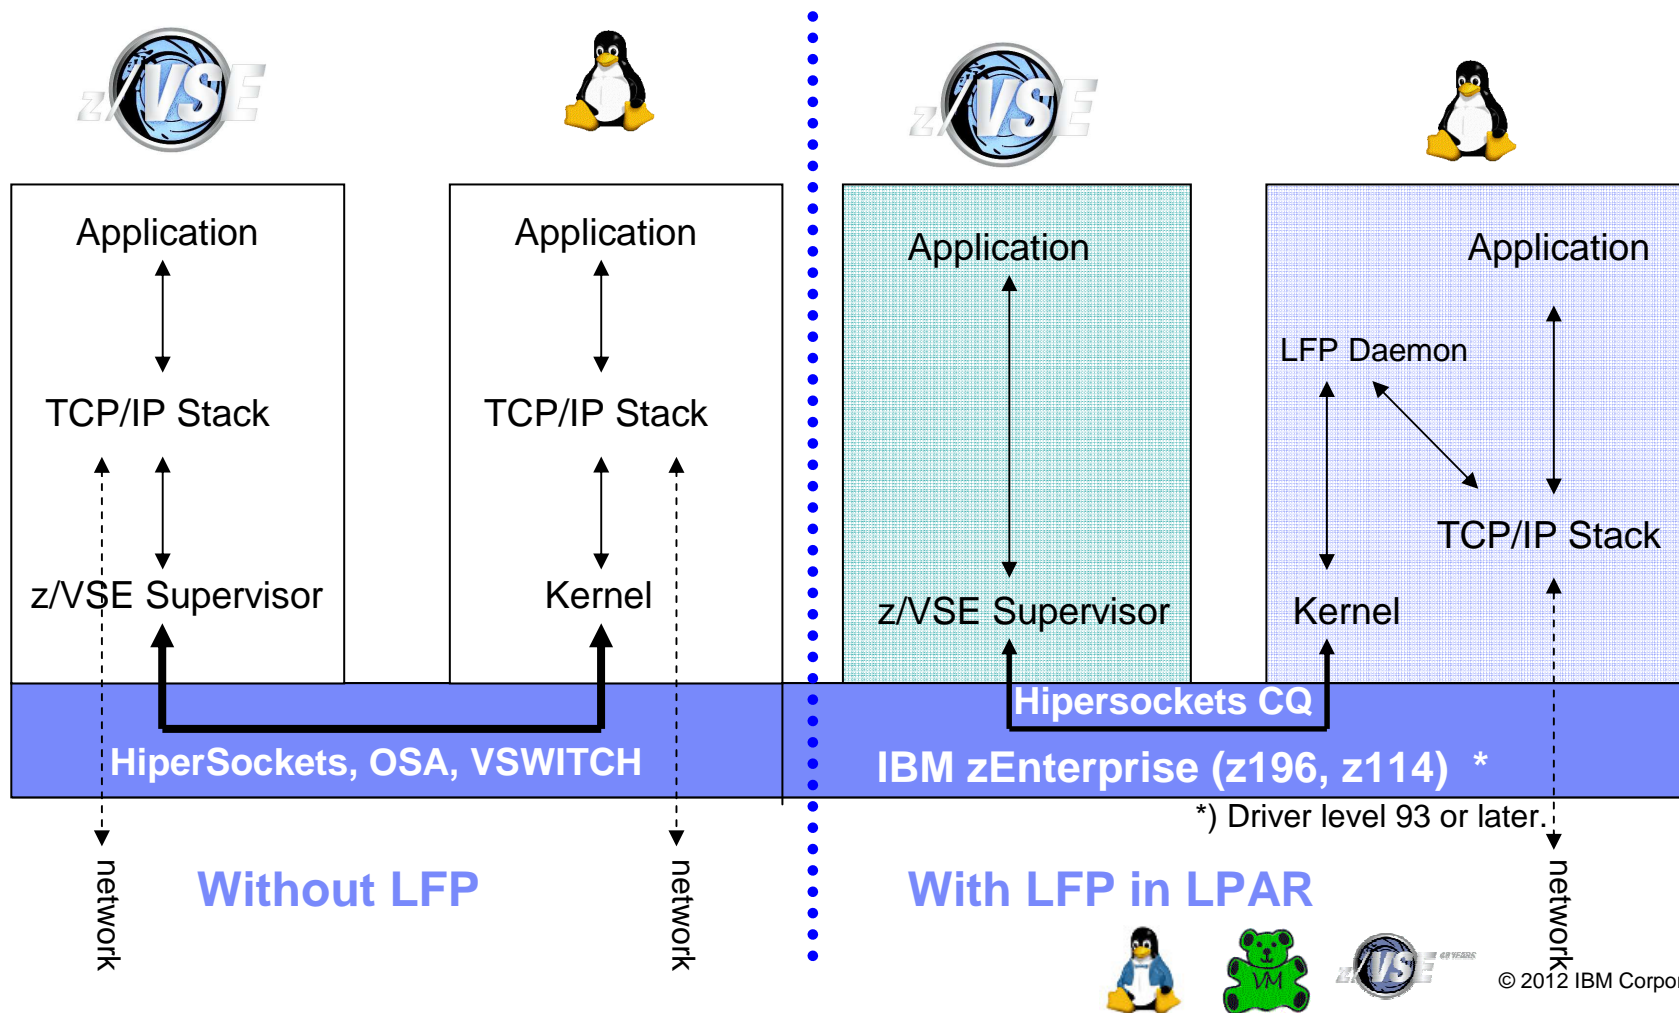 z/VSE
Application
TCP/IP Stack
z/VSE Supervisor
Application
TCP/IP Stack
Kernel
HiperSockets, OSA, VSWITCH
network
network
Without LFP
z/VSE
Application
z/VSE Supervisor
Application
LFP Daemon
TCP/IP Stack
Kernel
Hipersockets CQ
IBM zEnterprise (z196, z114) *
*) Driver level 93 or later.
network
With LFP in LPAR
VM
z/VSE
40 YEARS
© 2012 IBM Corpor